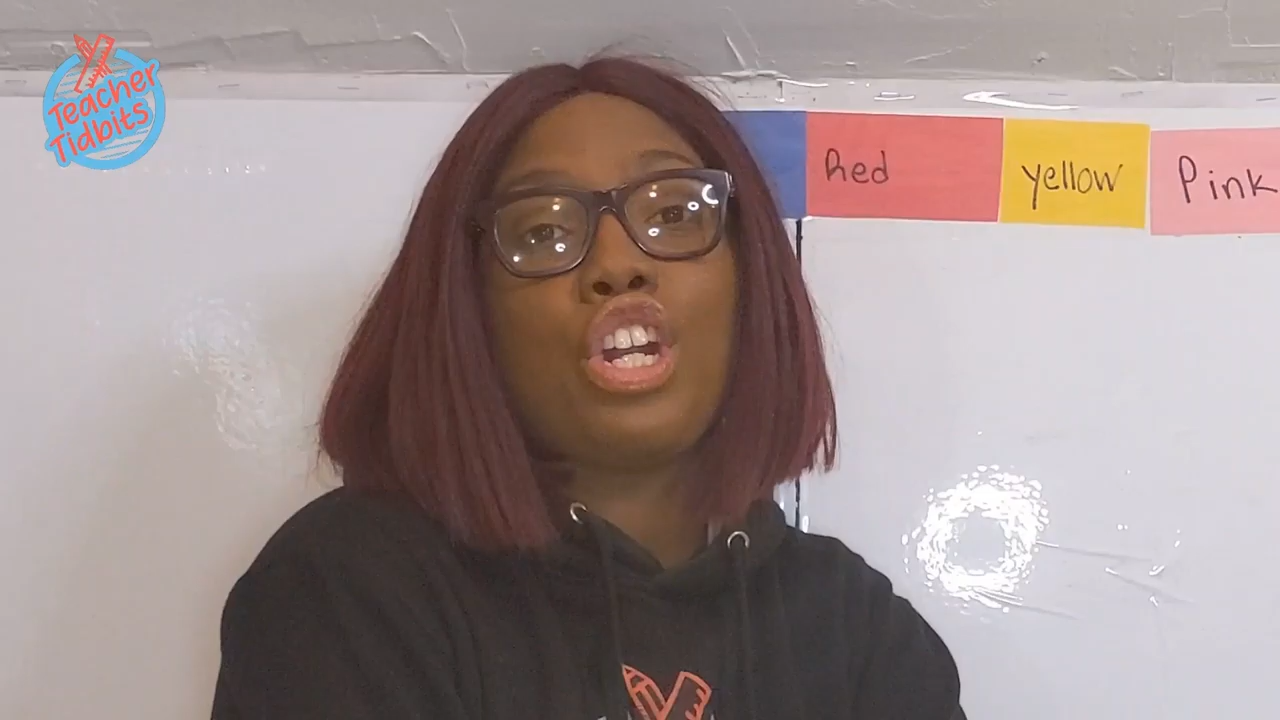 Teacher
Tidbits
Red
yellow
Pink